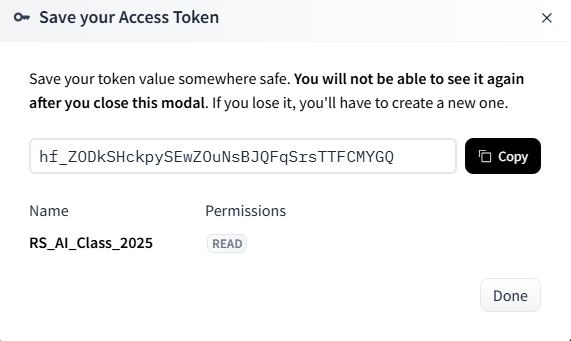 Save your Access Token
Save your token value somewhere safe. You will not be able to see it again
after you close this modal. If you lose it, you'll have to create a new one.
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
Copy
Name Permissions
RS_AI_Class_2025 READ
Done